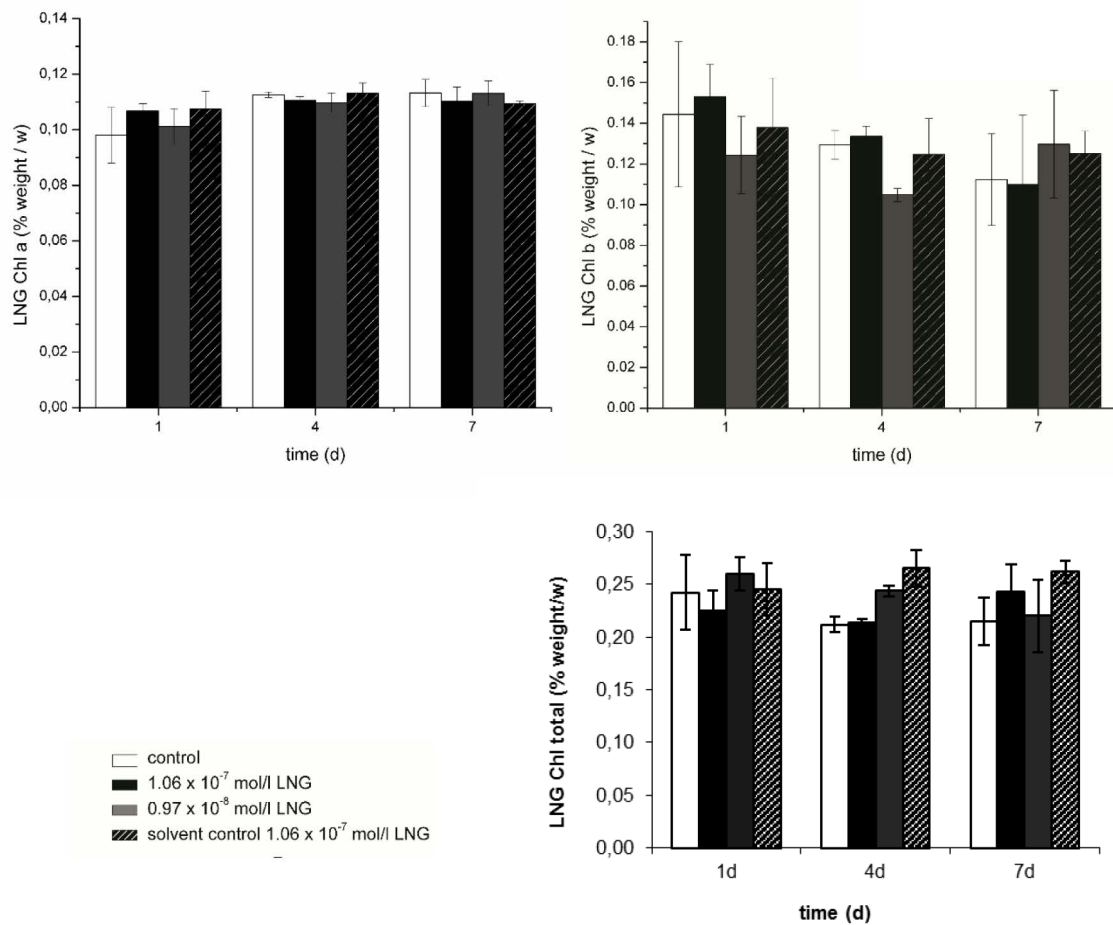 0,14
0,12
0,10
0,08
0,06
0,04
0,02
0,00
LNG Chl a (% weight / w)
1 4 7
time (d)
0.18
0.16
0.14
0.12
0.10
0.08
0.06
0.04
0.02
0.00
LNG Chl b (% weight / w)
1 4 7
time (d)
control
1.06 x 10⁻⁷ mol/l LNG
0.97 x 10⁻⁸ mol/l LNG
solvent control 1.06 x 10⁻⁷ mol/l LNG
0,30
0,25
0,20
0,15
0,10
0,05
0,00
LNG Chl total (% weight/w)
1d 4d 7d
time (d)